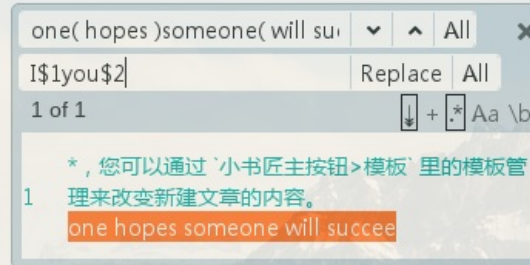 one( hopes )someone( will su All
I$1you$2 Replace All
1 of 1 + .* Aa \b
*，您可以通过 `小书匠主按钮>模板` 里的模板管
1 理来改变新建文章的内容。
one hopes someone will succee